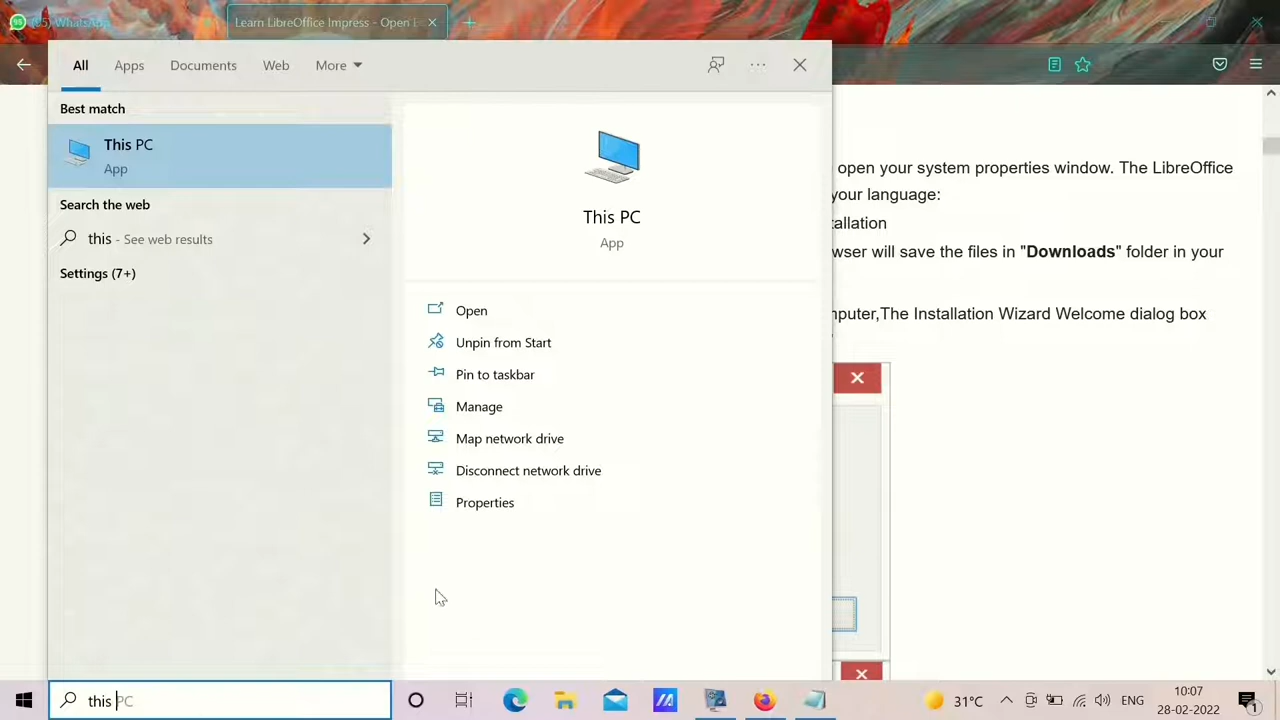 95
(95) WhatsApp
Learn LibreOffice Impress - Open
All
Apps
Documents
Web
More
Best match
This PC
App
Search the web
this - See web results
Settings (7+)
This PC
App
Open
Unpin from Start
Pin to taskbar
Manage
Map network drive
Disconnect network drive
Properties
open your system properties window. The LibreOffice
your language:
tallation
wser will save the files in "Downloads" folder in your
mputer,The Installation Wizard Welcome dialog box
this PC
31°C
ENG
10:07
28-02-2022
1